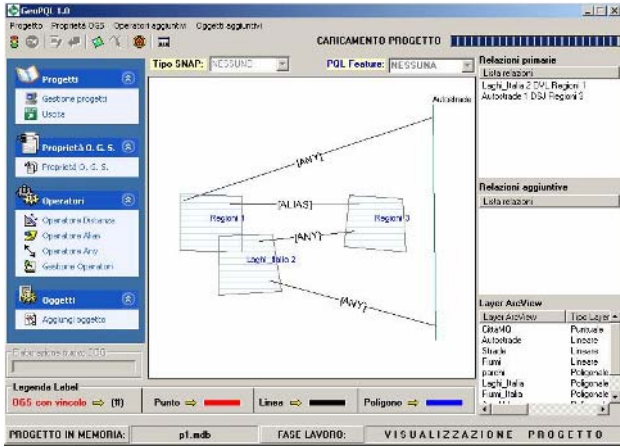 GeoPQL 1.0
Progetto Proprietà OGS Operatori aggiuntivi Oggetti aggiuntivi
CARICAMENTO PROGETTO
Tipo SNAP: NESSUNO
PQL Feature: NESSUNA
Progetti
Gestione progetti
Uscita
Proprietà O. G. S.
Proprietà O. G. S.
Operatori
Operatore Distanza
Operatore Alias
Operatore Any
Gestione Operatori
Oggetti
Aggiungi oggetto
Autostrade
[ANY]
[ALIAS]
Regioni 1
Regioni 3
[ANY]
Laghi_Italia 2
[ANY]
Relazioni primarie
Lista relazioni
Laghi_Italia 2 OVL Regioni 1
Autostrade 1 DSJ Regioni 3
Relazioni aggiuntive
Lista relazioni
Layer ArcView
Layer ArcView Tipo Layer
CittaMQ Puntuale
Autostrade Lineare
Strade Lineare
Fiumi Lineare
parchi Poligonale
Laghi_Italia Poligonale
Fiumi_Italia Poligonale
Legenda Label
OGS con vincolo (!!)
Punto
Linea
Poligono
PROGETTO IN MEMORIA: p1.mdb FASE LAVORO: VISUALIZZAZIONE PROGETTO